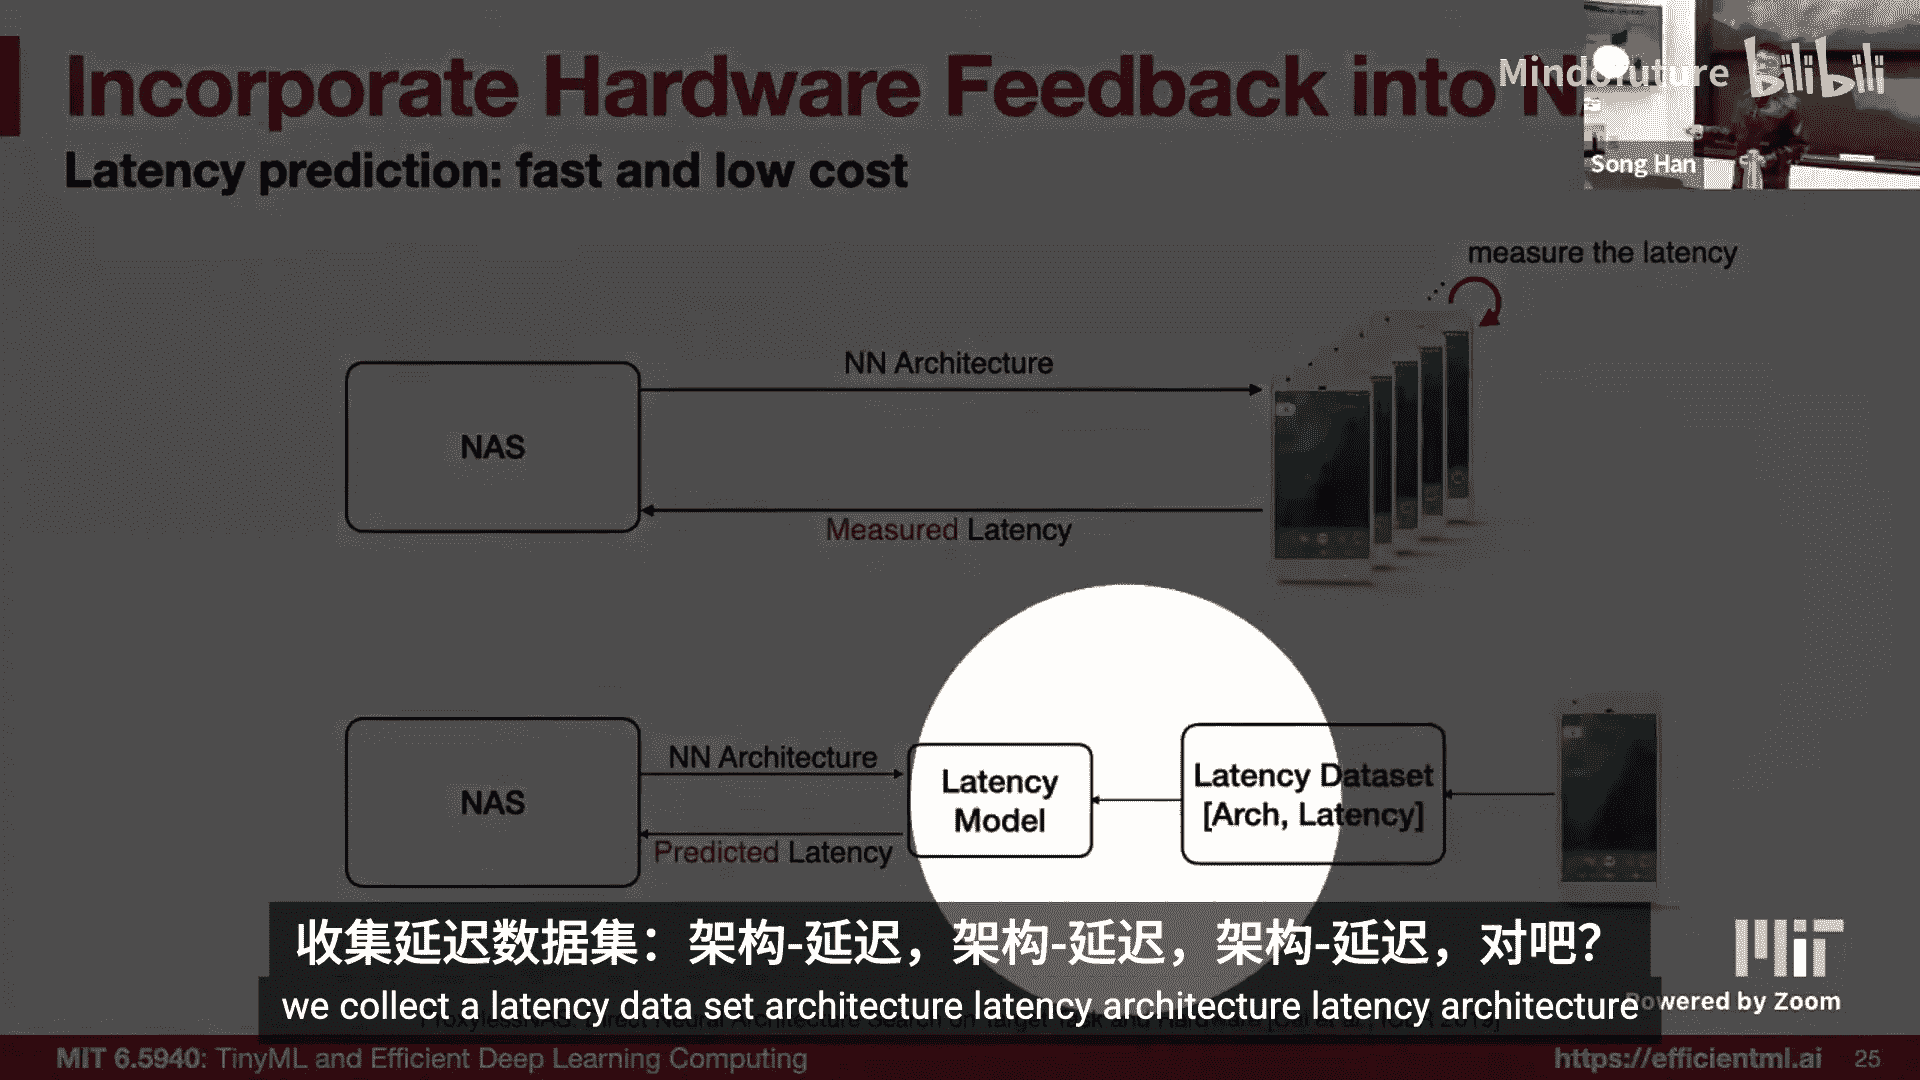 Incorporate Hardware Feedback into N
Mindofuture bilibili
Latency prediction: fast and low cost
Song Han
measure the latency
NN Architecture
NAS
Measured Latency
NN Architecture
NAS
Predicted Latency
Latency
Model
Latency Dataset
[Arch, Latency]
收集延迟数据集：架构-延迟，架构-延迟，架构-延迟，对吧？
we collect a latency data set architecture latency architecture latency architecture
MIT
Powered by Zoom
MIT 6.5940: TinyML and Efficient Deep Learning Computing
https://efficientml.ai 25